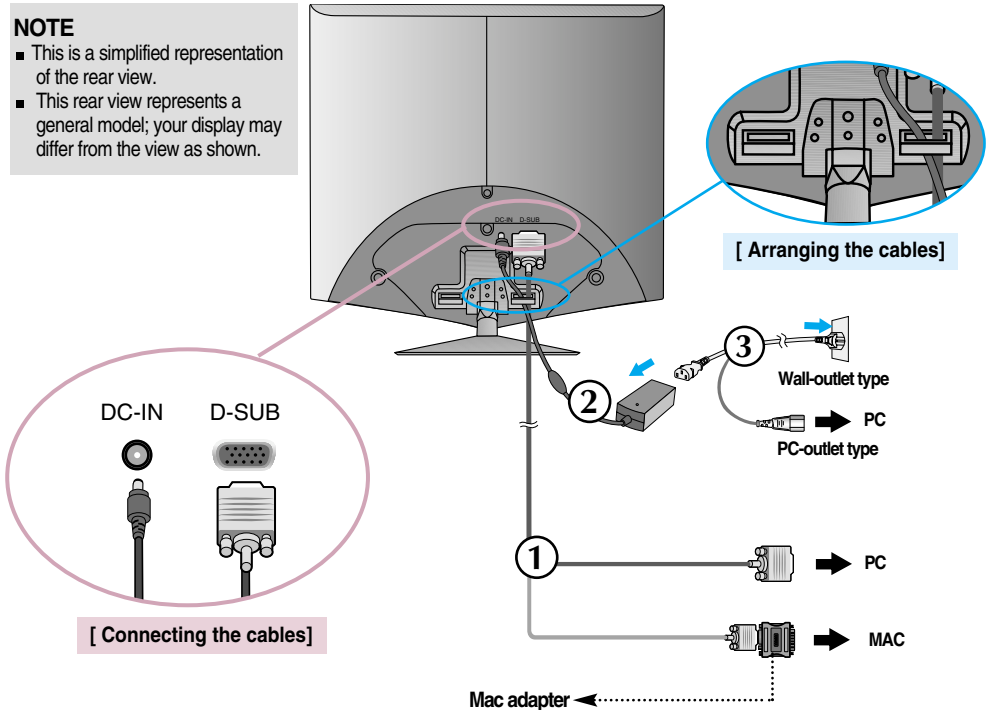 NOTE
■ This is a simplified representation
of the rear view.
■ This rear view represents a
general model; your display may
differ from the view as shown.
DC-IN D-SUB
[ Arranging the cables]
3
Wall-outlet type
2
PC
PC-outlet type
DC-IN D-SUB
1
PC
[ Connecting the cables]
MAC
Mac adapter